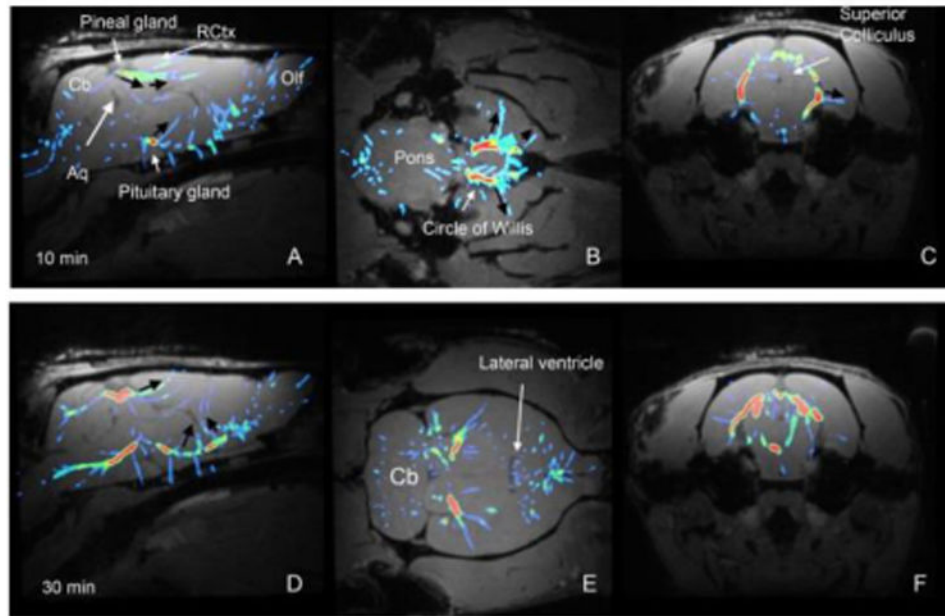 Pineal gland
RCtx
Cb
Olf
Aq
Pituitary gland
10 min
A
Pons
Circle of Willis
B
Superior
Colliculus
C
30 min
D
Lateral ventricle
Cb
E
F